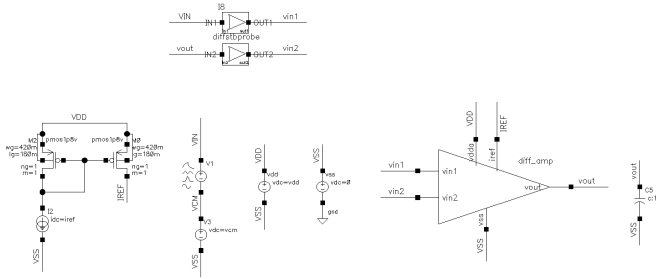 I8
VIN IN1 OUT1 vin1
diffstbprobe
vout IN2 OUT2 vin2
VDD
M2 pmos1p8v pmos1p8v M0
wg=420m wg=420m
lg=180m lg=180m
ng=1 ng=1
m=1 m=1
IREF
I2
idc=iref
VSS
VIN
V1
VCM
V3
vdc=vcm
VSS
VDD
vdd
vdc=vdd
VSS
VSS
vss
vdc=0
gnd
VDD IREF
vdda iref
diff_amp
vin1 vin1
vin2 vin2
vout vout
vss
VSS
vout
C5
c:1
VSS